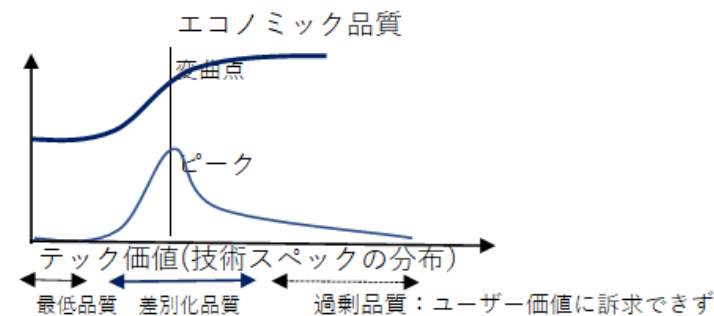 エコノミック品質
変曲点
ピーク
テック価値(技術スペックの分布)
最低品質 差別化品質 過剰品質：ユーザー価値に訴求できず